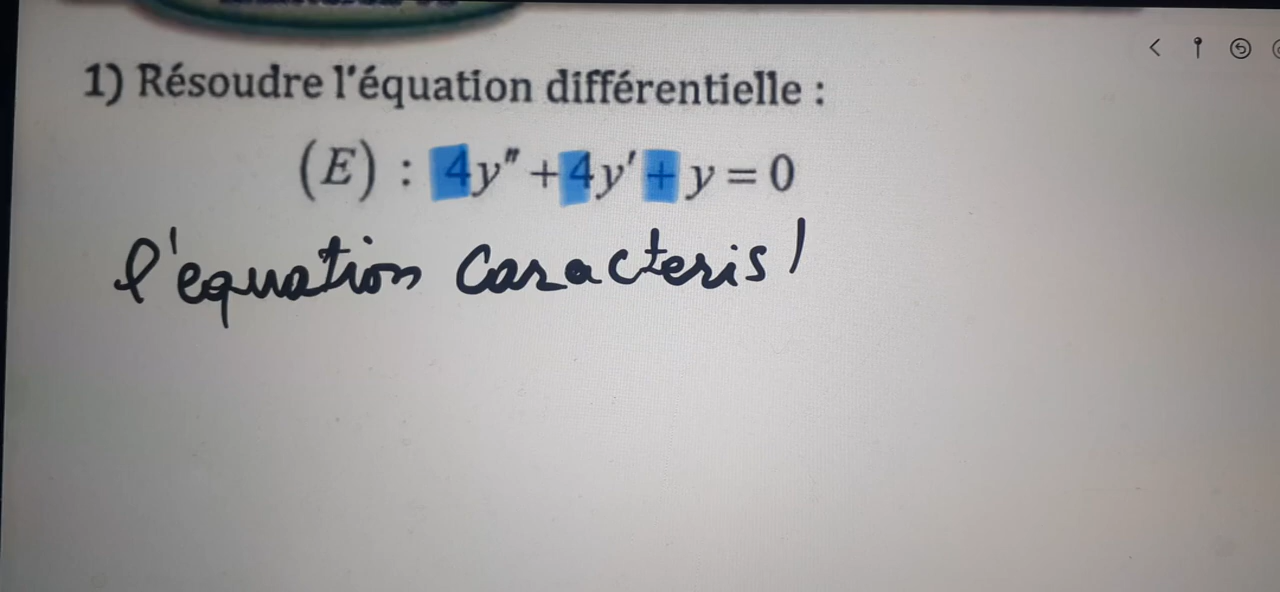 1) Résoudre l'équation différentielle :
(E) : 4y" + 4y' + y = 0
l'equation caracteris